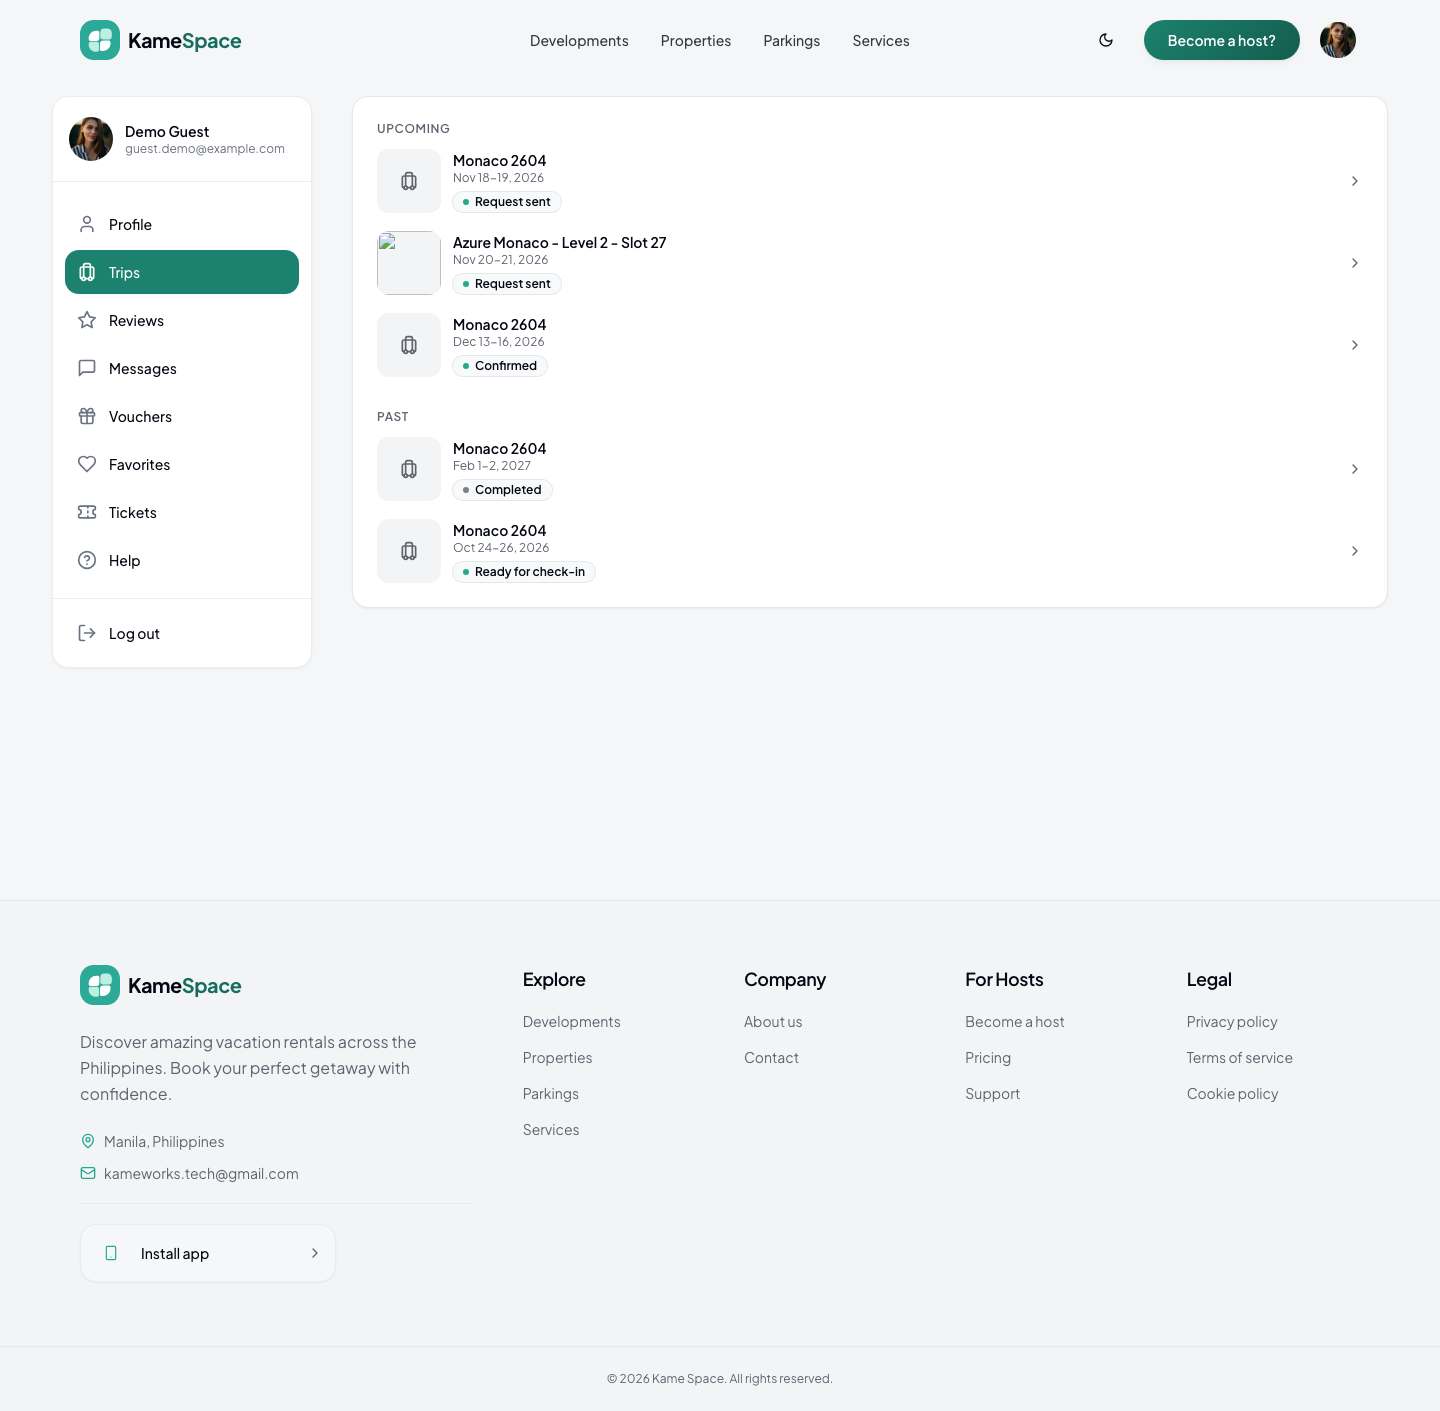 KameSpace
Developments
Properties
Parkings
Services
Become a host?
Demo Guest
guest.demo@example.com
Profile
Trips
Reviews
Messages
Vouchers
Favorites
Tickets
Help
Log out
UPCOMING
Monaco 2604
Nov 18–19, 2026
Request sent
Azure Monaco - Level 2 - Slot 27
Nov 20–21, 2026
Request sent
Monaco 2604
Dec 13–16, 2026
Confirmed
PAST
Monaco 2604
Feb 1–2, 2027
Completed
Monaco 2604
Oct 24–26, 2026
Ready for check-in
KameSpace
Discover amazing vacation rentals across the
Philippines. Book your perfect getaway with
confidence.
Manila, Philippines
kameworks.tech@gmail.com
Install app
Explore
Developments
Properties
Parkings
Services
Company
About us
Contact
For Hosts
Become a host
Pricing
Support
Legal
Privacy policy
Terms of service
Cookie policy
© 2026 Kame Space. All rights reserved.